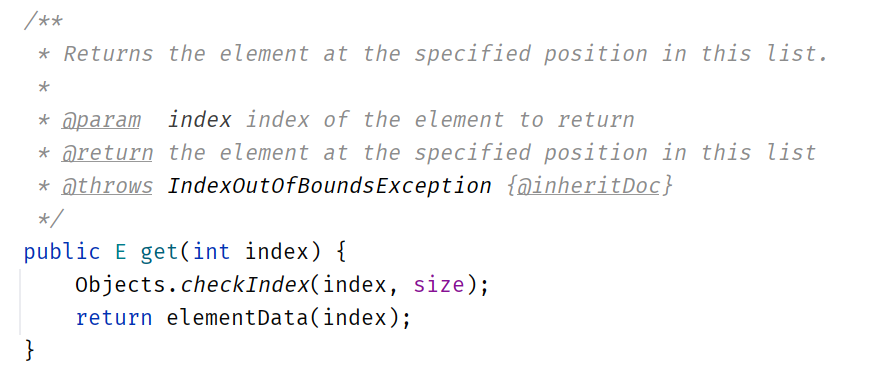 /**
 * Returns the element at the specified position in this list.
 *
 * @param  index index of the element to return
 * @return the element at the specified position in this list
 * @throws IndexOutOfBoundsException {@inheritDoc}
 */
public E get(int index) {
    Objects.checkIndex(index, size);
    return elementData(index);
}